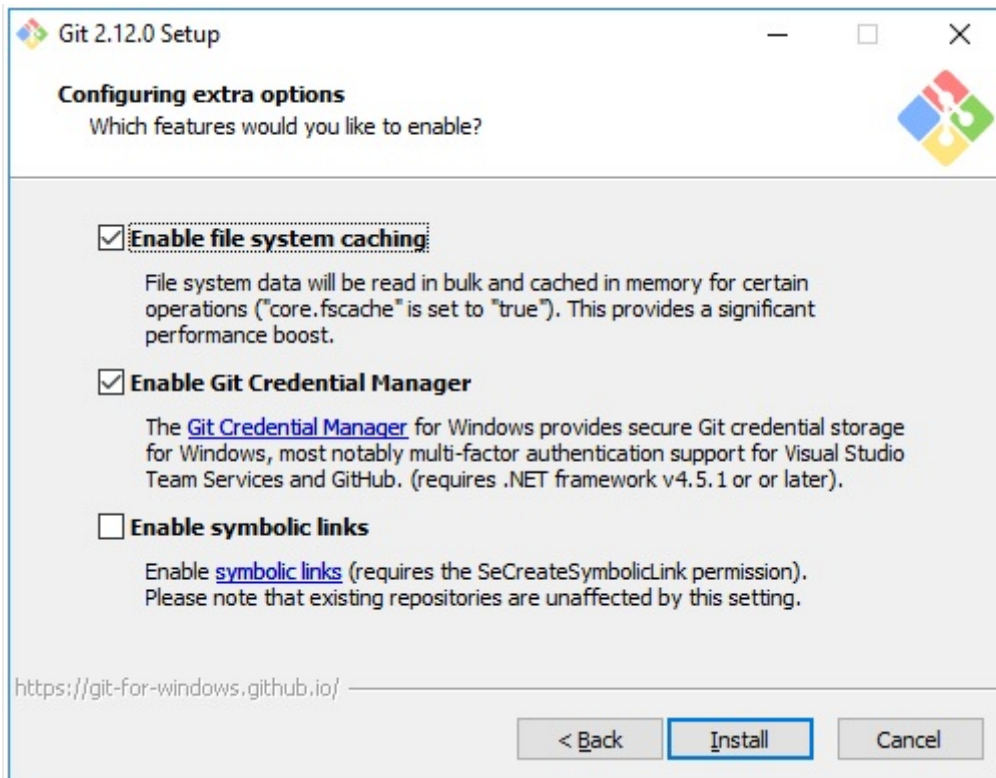 Git 2.12.0 Setup
Configuring extra options
Which features would you like to enable?
Enable file system caching
File system data will be read in bulk and cached in memory for certain
operations ("core.fscache" is set to "true"). This provides a significant
performance boost.
Enable Git Credential Manager
The Git Credential Manager for Windows provides secure Git credential storage
for Windows, most notably multi-factor authentication support for Visual Studio
Team Services and GitHub. (requires .NET framework v4.5.1 or or later).
Enable symbolic links
Enable symbolic links (requires the SeCreateSymbolicLink permission).
Please note that existing repositories are unaffected by this setting.
https://git-for-windows.github.io/
< Back Install Cancel